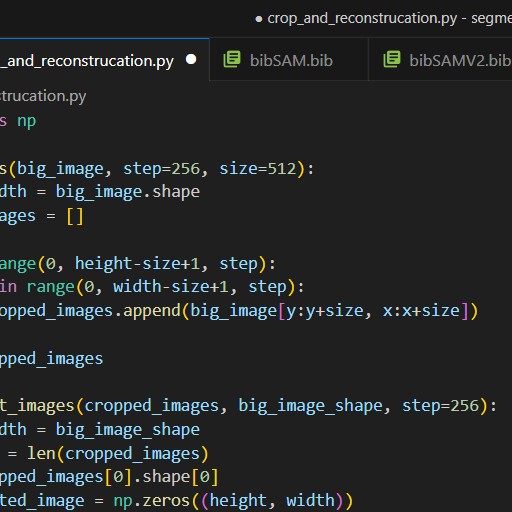 ● crop_and_reconstrucation.py - segme
_and_reconstrucation.py ●
bibSAM.bib
bibSAMV2.bib
strucation.py
s np
s(big_image, step=256, size=512):
dth = big_image.shape
ages = []
ange(0, height-size+1, step):
in range(0, width-size+1, step):
opped_images.append(big_image[y:y+size, x:x+size])
pped_images
t_images(cropped_images, big_image_shape, step=256):
dth = big_image_shape
= len(cropped_images)
pped_images[0].shape[0]
ted_image = np.zeros((height, width))